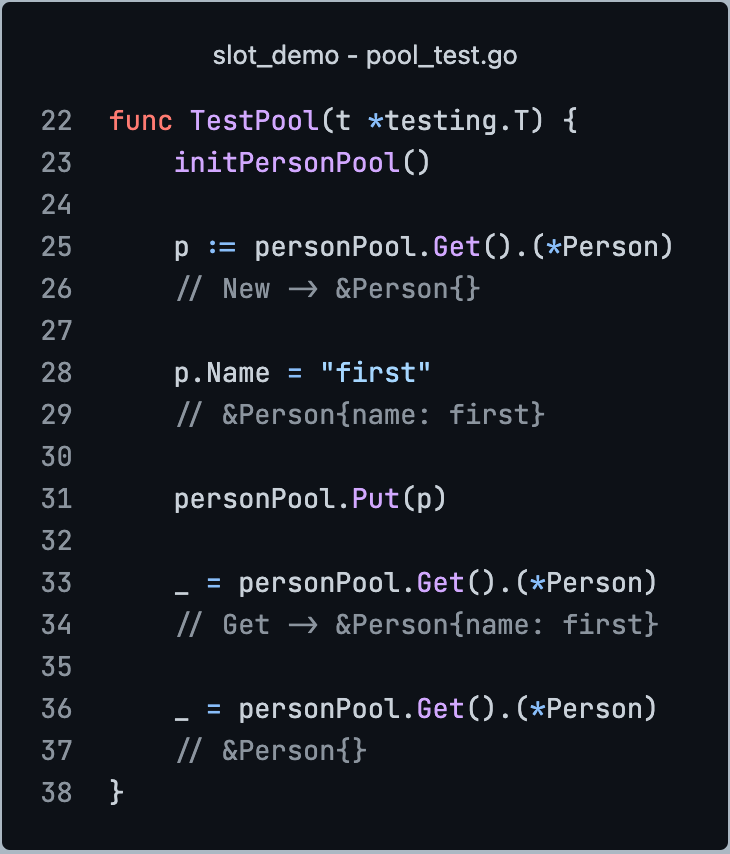 slot_demo - pool_test.go
22 func TestPool(t *testing.T) {
23     initPersonPool()
24
25     p := personPool.Get().(*Person)
26     // New -> &Person{}
27
28     p.Name = "first"
29     // &Person{name: first}
30
31     personPool.Put(p)
32
33     _ = personPool.Get().(*Person)
34     // Get -> &Person{name: first}
35
36     _ = personPool.Get().(*Person)
37     // &Person{}
38 }